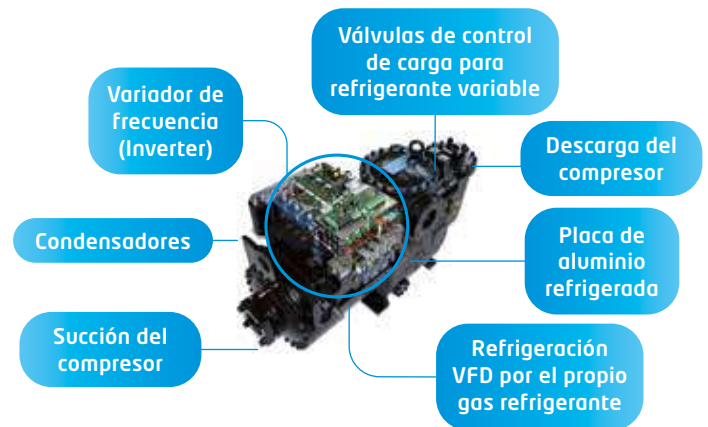 Válvulas de control
de carga para
refrigerante variable
Variador de
frecuencia
(Inverter)
Descarga del
compresor
Condensadores
Placa de
aluminio
refrigerada
Succión del
compresor
Refrigeración
VFD por el propio
gas refrigerante